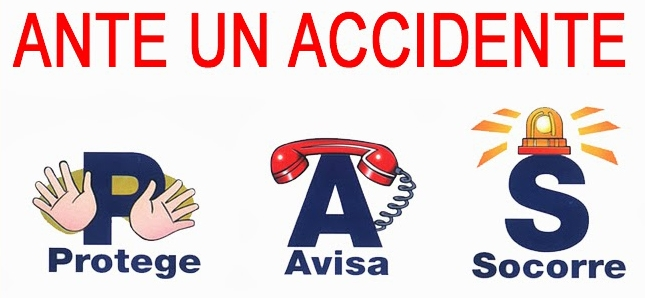 ANTE UN ACCIDENTE
P A S
Protege Avisa Socorre